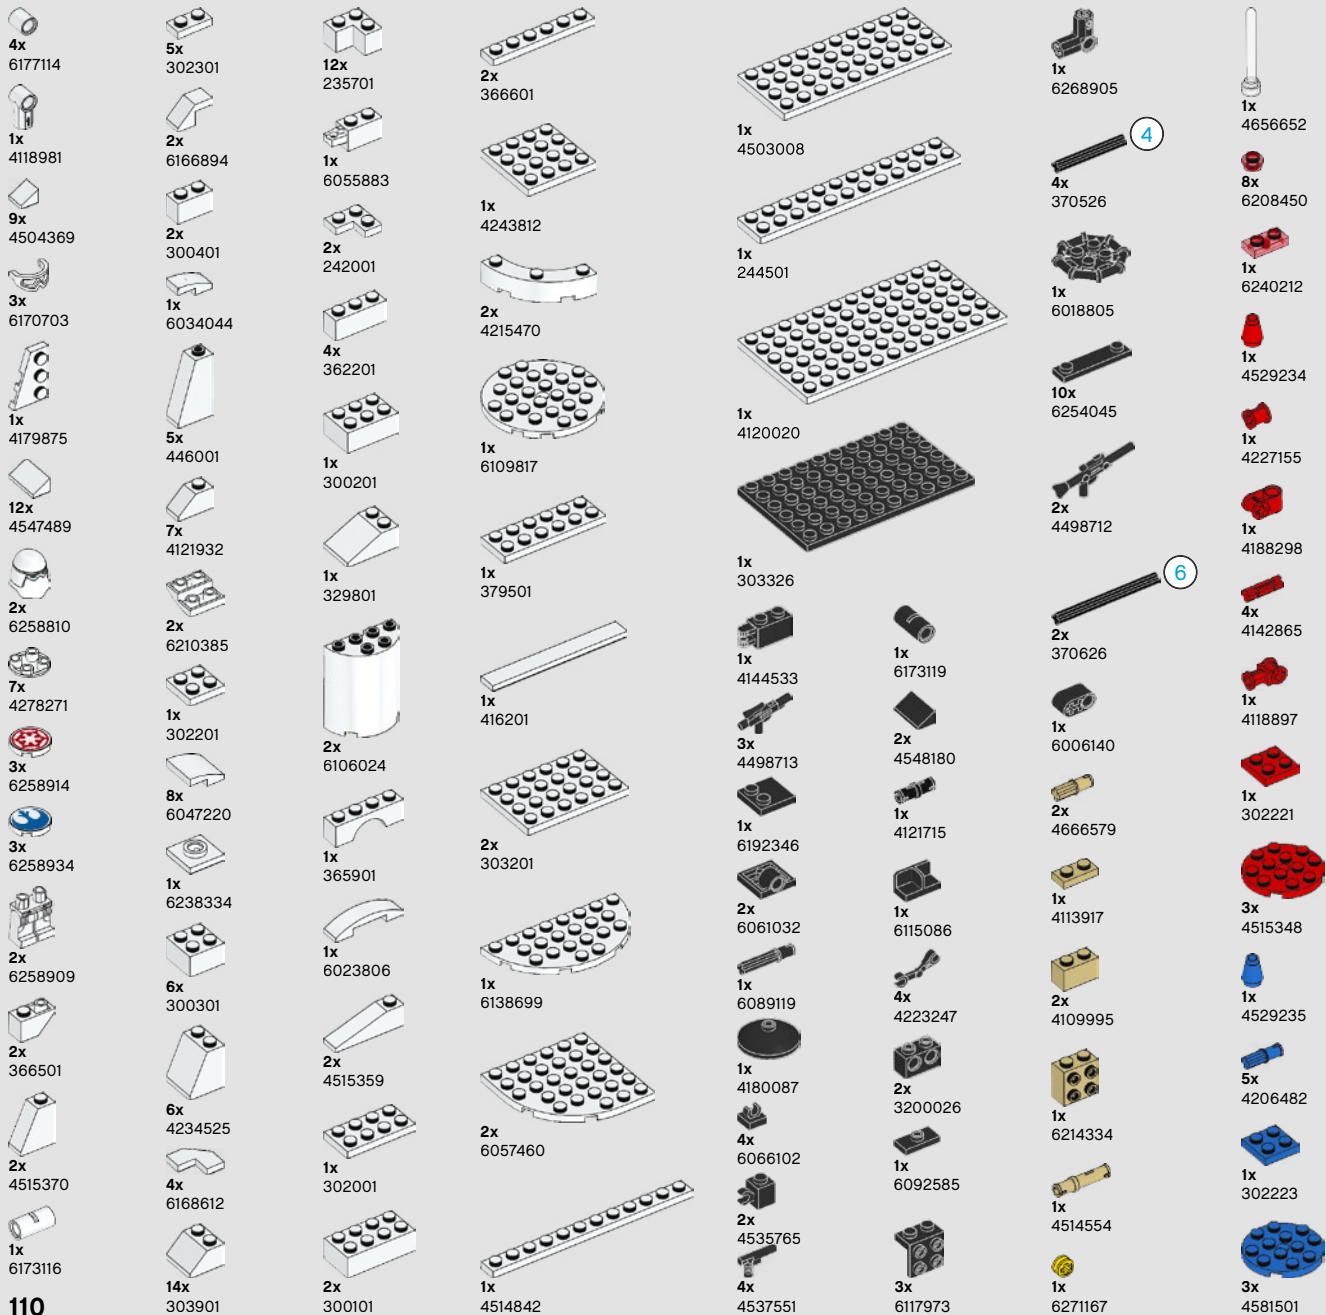 4x
6177114
1x
4118981
9x
4504369
3x
6170703
1x
4179875
12x
4547489
2x
6258810
7x
4278271
3x
6258914
3x
6258934
2x
6258909
2x
366501
2x
4515370
1x
6173116
110
5x
302301
2x
6166894
2x
300401
1x
6034044
5x
446001
7x
4121932
2x
6210385
1x
302201
8x
6047220
1x
6238334
6x
300301
6x
4234525
4x
6168612
14x
303901
12x
235701
1x
6055883
2x
242001
4x
362201
1x
300201
1x
329801
2x
6106024
1x
365901
1x
6023806
2x
4515359
1x
302001
2x
300101
2x
366601
1x
4243812
2x
4215470
1x
6109817
1x
379501
1x
416201
2x
303201
1x
6138699
2x
6057460
1x
4514842
1x
4503008
1x
244501
1x
4120020
1x
303326
1x
4144533
3x
4498713
1x
6192346
2x
6061032
1x
6089119
1x
4180087
4x
6066102
2x
4535765
4x
4537551
1x
6173119
2x
4548180
1x
4121715
1x
6115086
4x
4223247
2x
3200026
1x
6092585
3x
6117973
1x
6268905
4
4x
370526
1x
6018805
10x
6254045
2x
4498712
6
2x
370626
1x
6006140
2x
4666579
1x
4113917
2x
4109995
1x
6214334
1x
4514554
1x
6271167
1x
4656652
8x
6208450
1x
6240212
1x
4529234
1x
4227155
1x
4188298
4x
4142865
1x
4118897
1x
302221
3x
4515348
1x
4529235
5x
4206482
1x
302223
3x
4581501